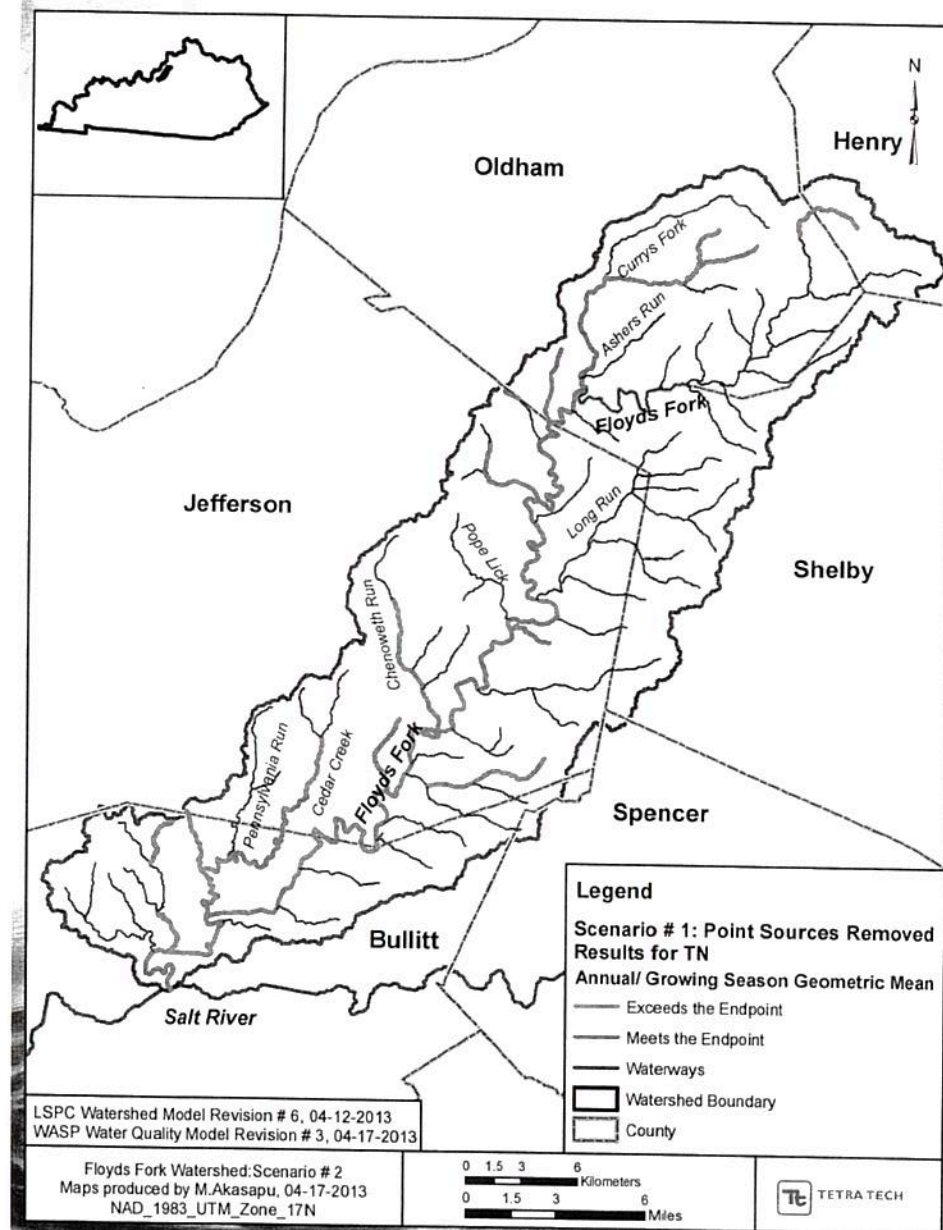 N
Henry
Oldham
Currys Fork
Ashers Run
Floyds Fork
Jefferson
Long Run
Pope Lick
Shelby
Chenoweth Run
Pennsylvania Run
Cedar Creek
Floyds Fork
Spencer
Bullitt
Salt River
Legend
Scenario # 1: Point Sources Removed
Results for TN
Annual/ Growing Season Geometric Mean
Exceeds the Endpoint
Meets the Endpoint
Waterways
Watershed Boundary
County
LSPC Watershed Model Revision # 6, 04-12-2013
WASP Water Quality Model Revision # 3, 04-17-2013
Floyds Fork Watershed:Scenario # 2
Maps produced by M.Akasapu, 04-17-2013
NAD_1983_UTM_Zone_17N
0 1.5 3 6
Kilometers
0 1.5 3 6
Miles
Tt TETRA TECH